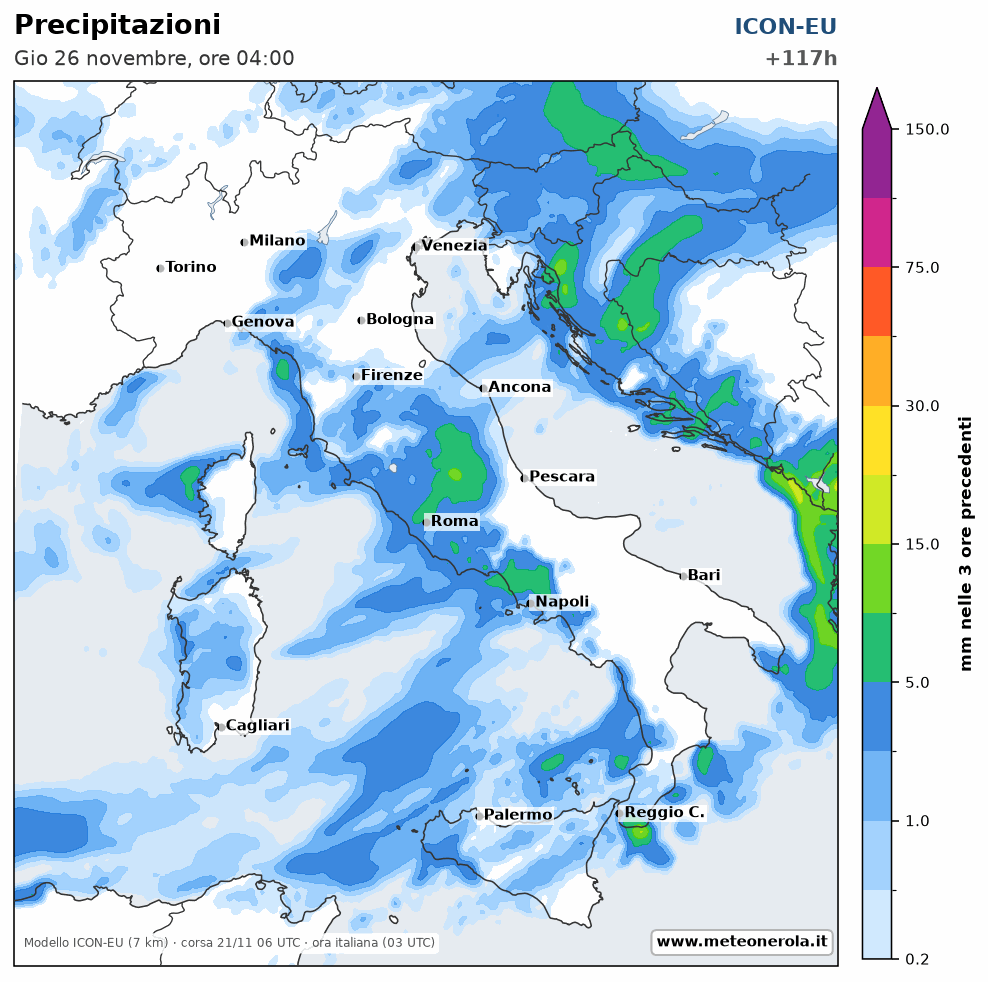 Precipitazioni
ICON-EU
Gio 26 novembre, ore 04:00
+117h
150.0
75.0
30.0
15.0
5.0
1.0
0.2
mm nelle 3 ore precedenti
Milano
Venezia
Torino
Genova
Bologna
Firenze
Ancona
Pescara
Roma
Bari
Napoli
Cagliari
Palermo
Reggio C.
Modello ICON-EU (7 km) · corsa 21/11 06 UTC · ora italiana (03 UTC)
www.meteonerola.it